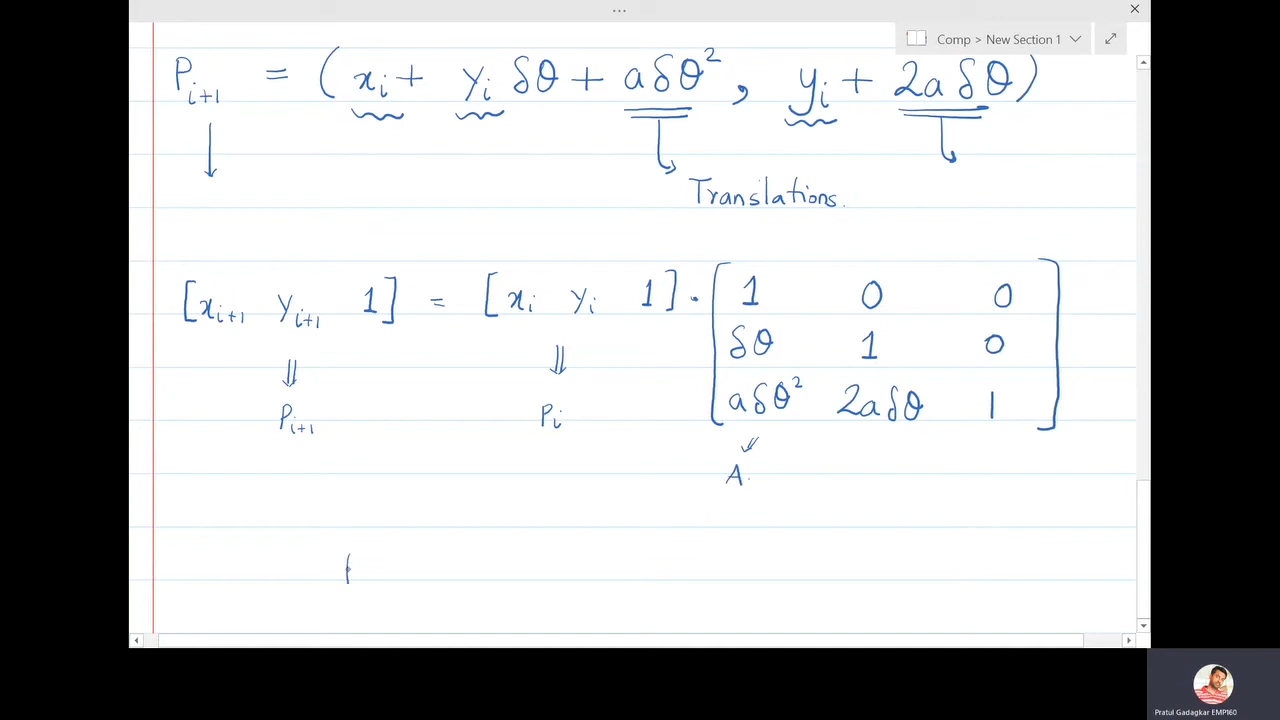 Comp > New Section 1
P_{i+1} = (x_i + y_i δθ + aδθ², y_i + 2aδθ)
Translations.
[x_{i+1} y_{i+1} 1] = [x_i y_i 1] · [1 0 0
δθ 1 0
aδθ² 2aδθ 1]
P_{i+1} P_i
A.
Pratul Gadagkar EMP160